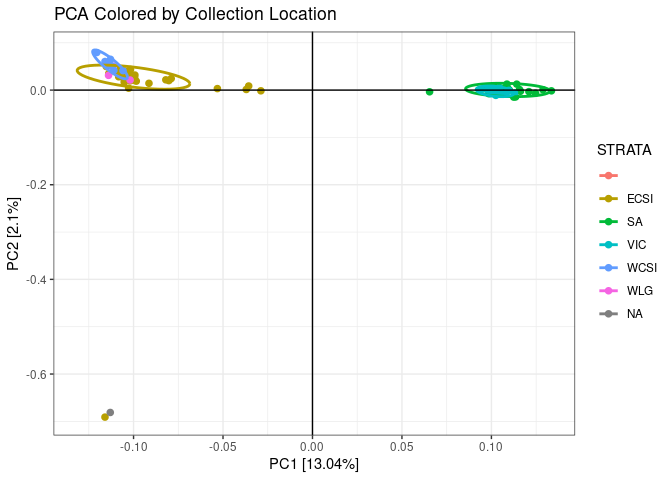 PCA Colored by Collection Location
0.0
-0.2
-0.4
-0.6
PC2 [2.1%]
-0.10
-0.05
0.00
0.05
0.10
PC1 [13.04%]
STRATA
ECSI
SA
VIC
WCSI
WLG
NA